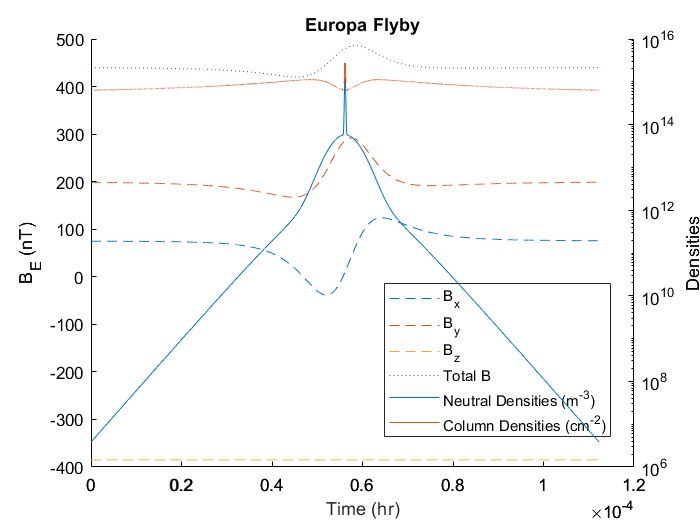 Europa Flyby
500
400
300
200
100
0
-100
-200
-300
-400
B_E (nT)
10^16
10^14
10^12
10^10
10^8
10^6
Densities
B_x
B_y
B_z
Total B
Neutral Densities (m^-3)
Column Densities (cm^-2)
0 0.2 0.4 0.6 0.8 1 1.2
Time (hr)
×10^-4